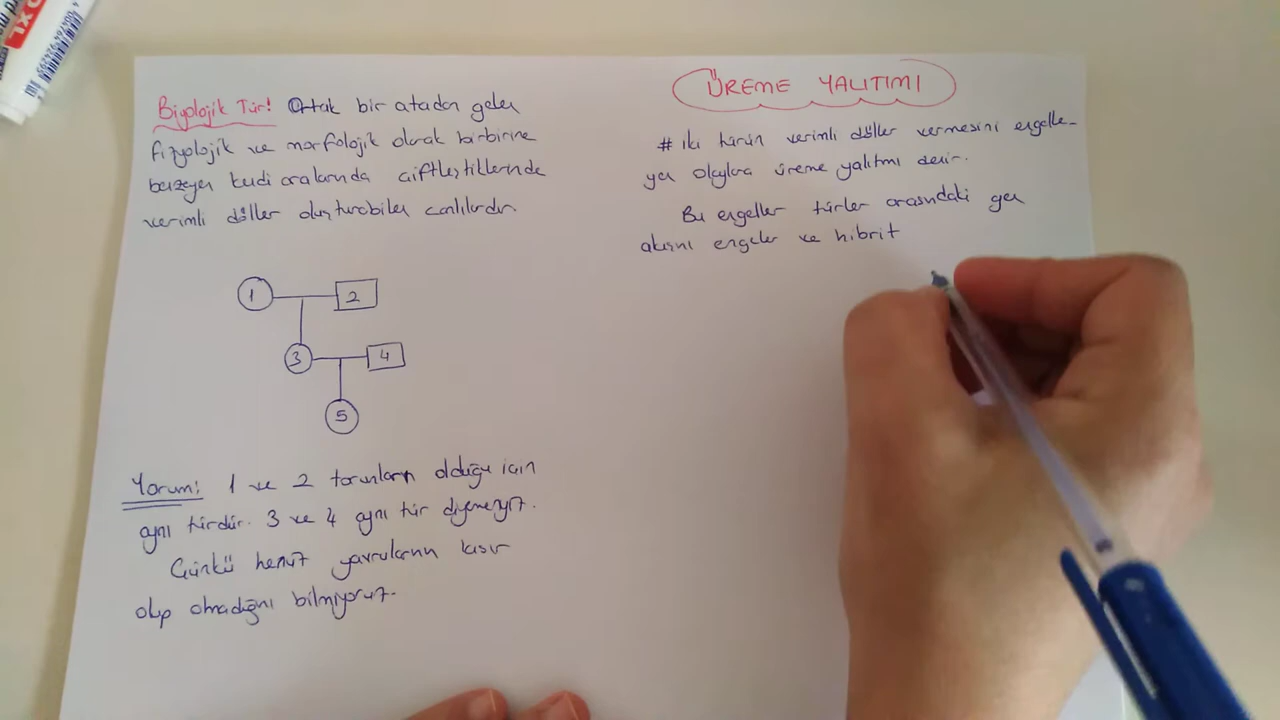 Biyolojik Tür! Ortak bir atadan gelen
fizyolojik ve morfolojik olarak birbirine
benzeyen kendi aralarında çiftleştiklerinde
verimli döller oluşturabilen canlılardır.
1
2
3
4
5
Yorum: 1 ve 2 torunların olduğu için
aynı türdür. 3 ve 4 aynı tür diyemeyiz.
Çünkü henüz yavrularının kısır
olup olmadığını bilmiyoruz.
ÜREME YALITIMI
# iki türün verimli döller vermesini engelle-
yen olaylara üreme yalıtımı denir.
Bu engeller türler arasındaki gen
akışını engeller ve hibrit